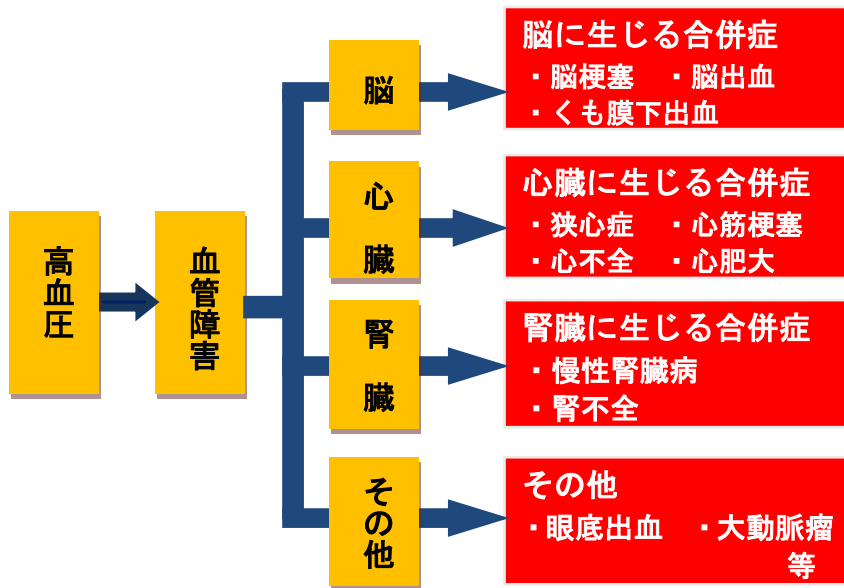 高血圧
血管障害
脳
脳に生じる合併症
・脳梗塞　・脳出血
・くも膜下出血
心臓
心臓に生じる合併症
・狭心症　・心筋梗塞
・心不全　・心肥大
腎臓
腎臓に生じる合併症
・慢性腎臓病
・腎不全
その他
その他
・眼底出血　・大動脈瘤
等